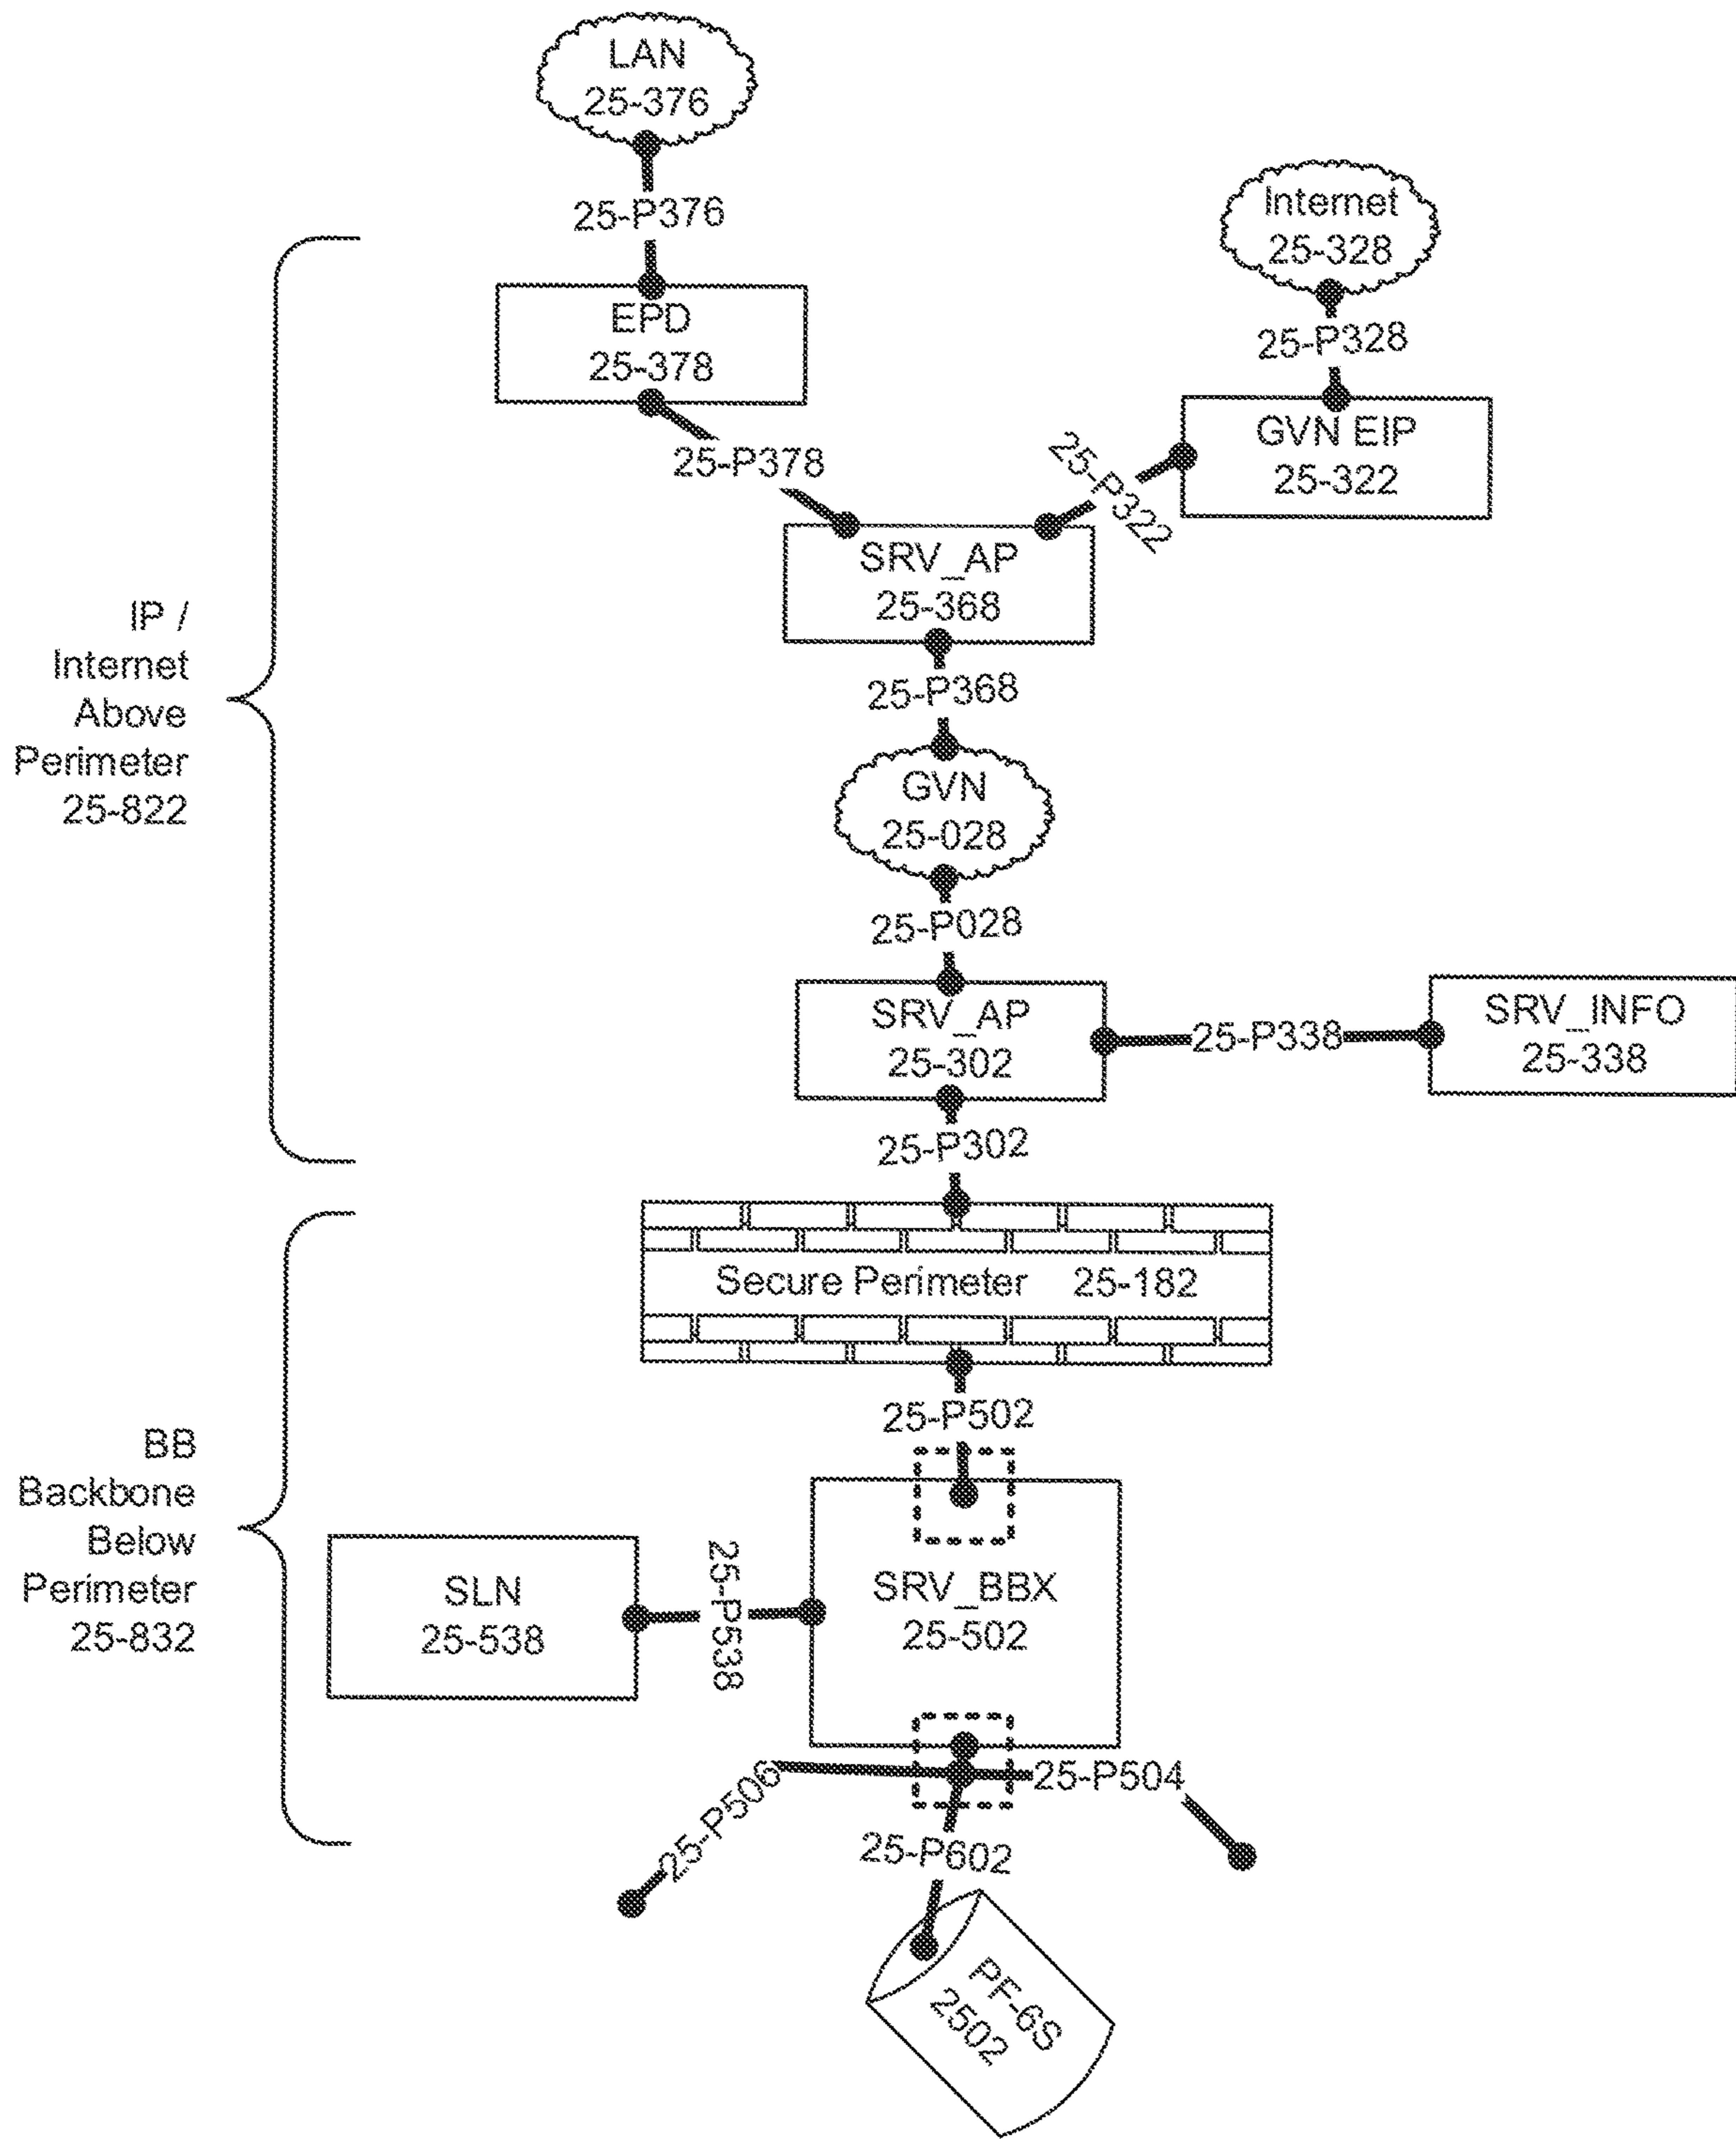 LAN
25-376
25-P376
Internet
25-328
25-P328
EPD
25-378
25-P378
GVN EIP
25-322
25-P322
SRV_AP
25-368
25-P368
IP /
Internet
Above
Perimeter
25-822
GVN
25-028
25-P028
SRV_AP
25-302
25-P338
SRV_INFO
25-338
25-P302
Secure Perimeter 25-182
25-P502
BB
Backbone
Below
Perimeter
25-832
SLN
25-538
25-P538
SRV_BBX
25-502
25-P506
25-P504
25-P602
PF-6S
2502